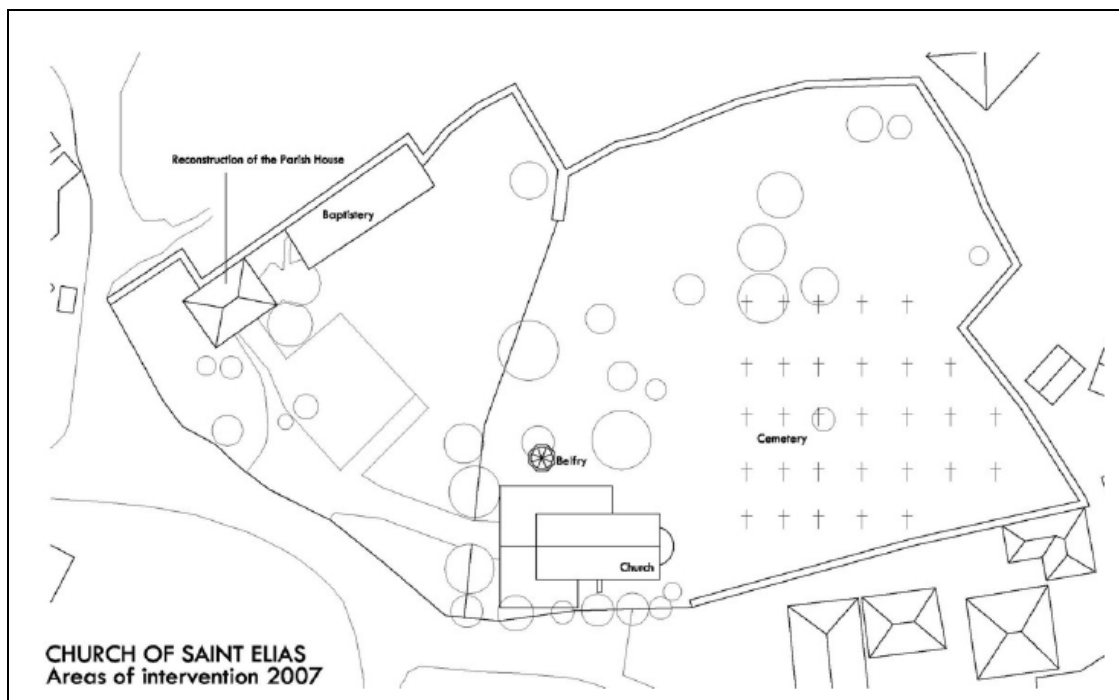 Reconstruction of the Parish House
Baptistery
Belfry
Cemetery
Church
CHURCH OF SAINT ELIAS
Areas of intervention 2007